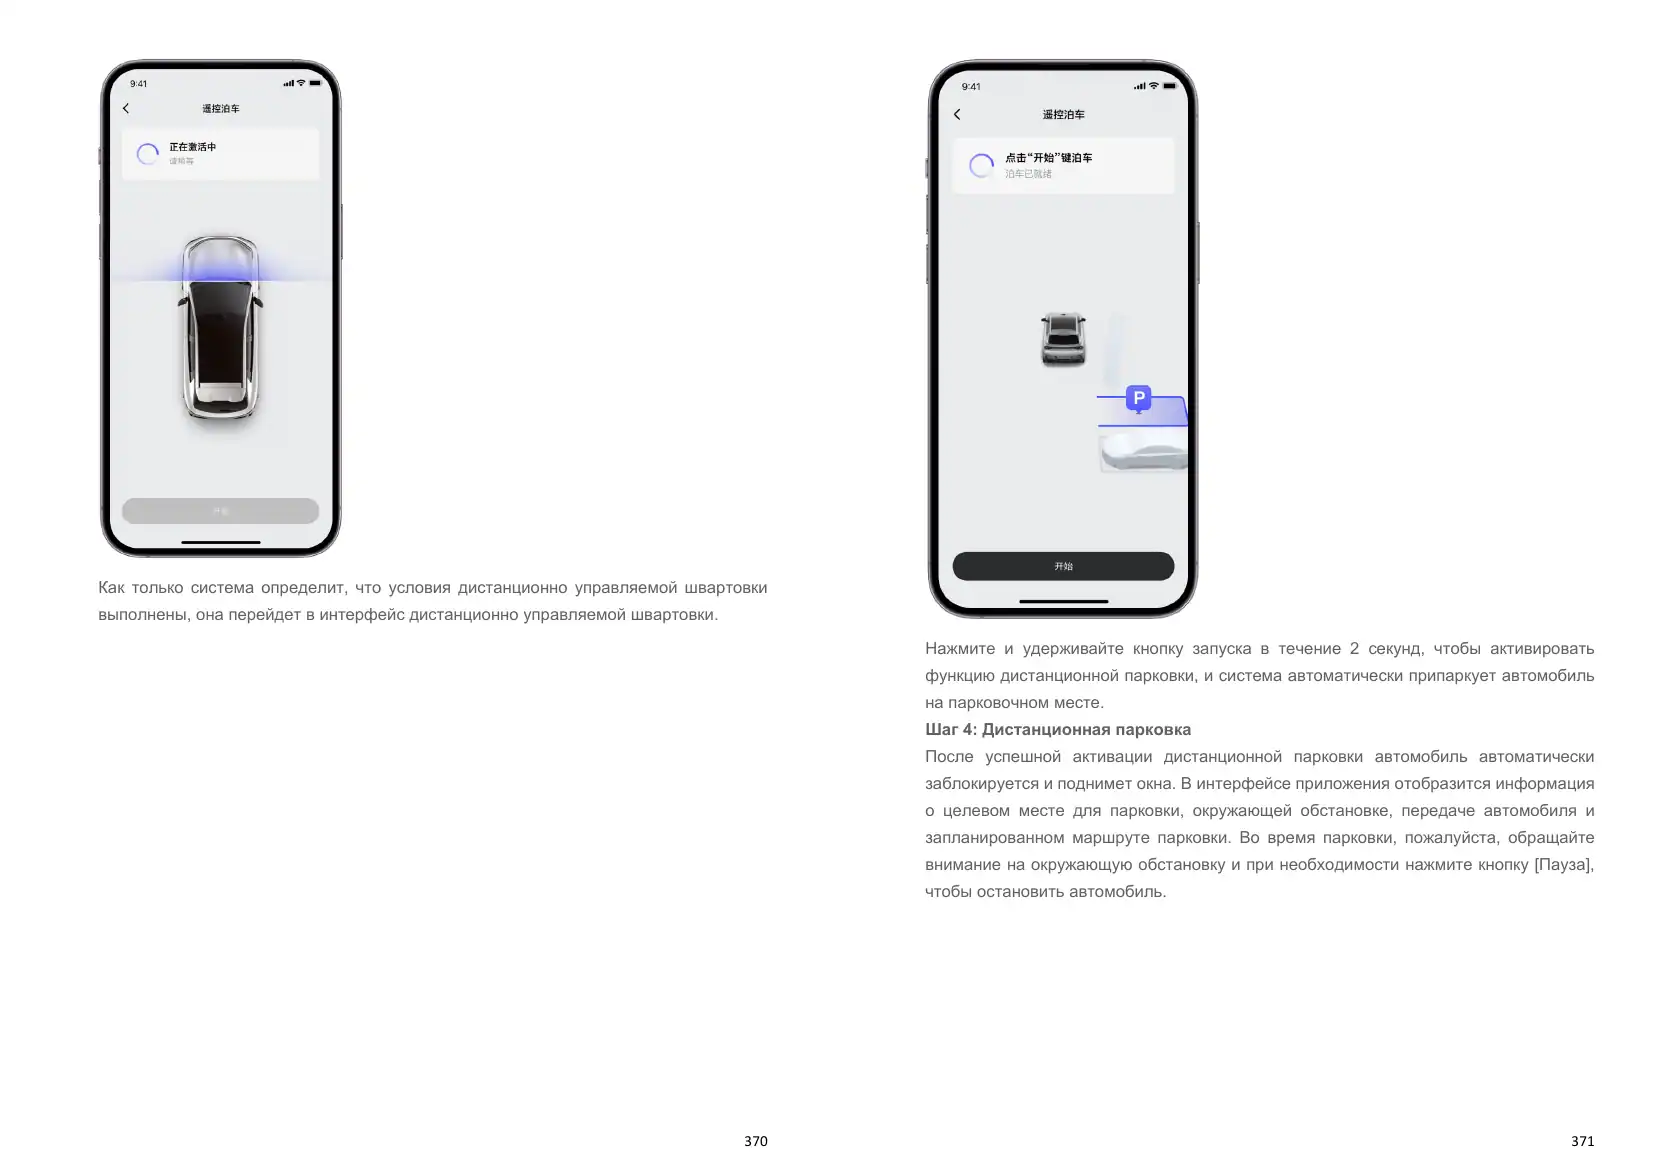 9:41
遥控泊车
正在激活中
请稍等
开始
Как только система определит, что условия дистанционно управляемой швартовки
выполнены, она перейдет в интерфейс дистанционно управляемой швартовки.
370
9:41
遥控泊车
点击“开始”键泊车
泊车已就绪
P
开始
Нажмите и удерживайте кнопку запуска в течение 2 секунд, чтобы активировать
функцию дистанционной парковки, и система автоматически припаркует автомобиль
на парковочном месте.
Шаг 4: Дистанционная парковка
После успешной активации дистанционной парковки автомобиль автоматически
заблокируется и поднимет окна. В интерфейсе приложения отобразится информация
о целевом месте для парковки, окружающей обстановке, передаче автомобиля и
запланированном маршруте парковки. Во время парковки, пожалуйста, обращайте
внимание на окружающую обстановку и при необходимости нажмите кнопку [Пауза],
чтобы остановить автомобиль.
371